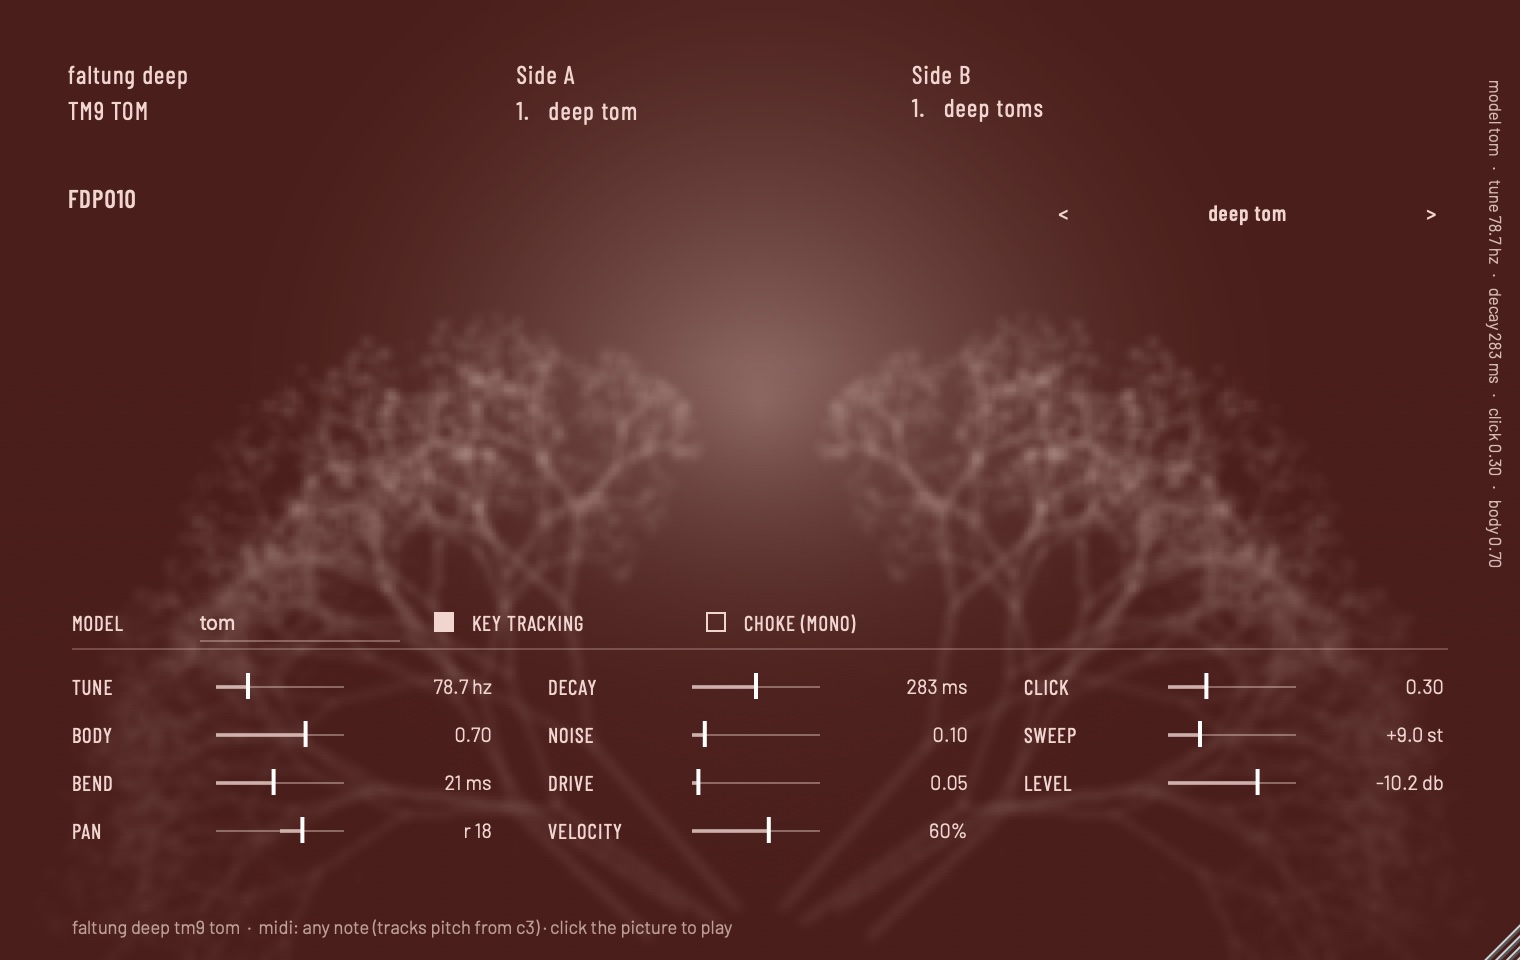 faltung deep
TM9 TOM
FDP010
Side A
1. deep tom
Side B
1. deep toms
< deep tom >
model tom · tune 78.7 hz · decay 283 ms · click 0.30 · body 0.70
MODEL tom KEY TRACKING CHOKE (MONO)
TUNE 78.7 hz DECAY 283 ms CLICK 0.30
BODY 0.70 NOISE 0.10 SWEEP +9.0 st
BEND 21 ms DRIVE 0.05 LEVEL -10.2 db
PAN r 18 VELOCITY 60%
faltung deep tm9 tom · midi: any note (tracks pitch from c3) · click the picture to play